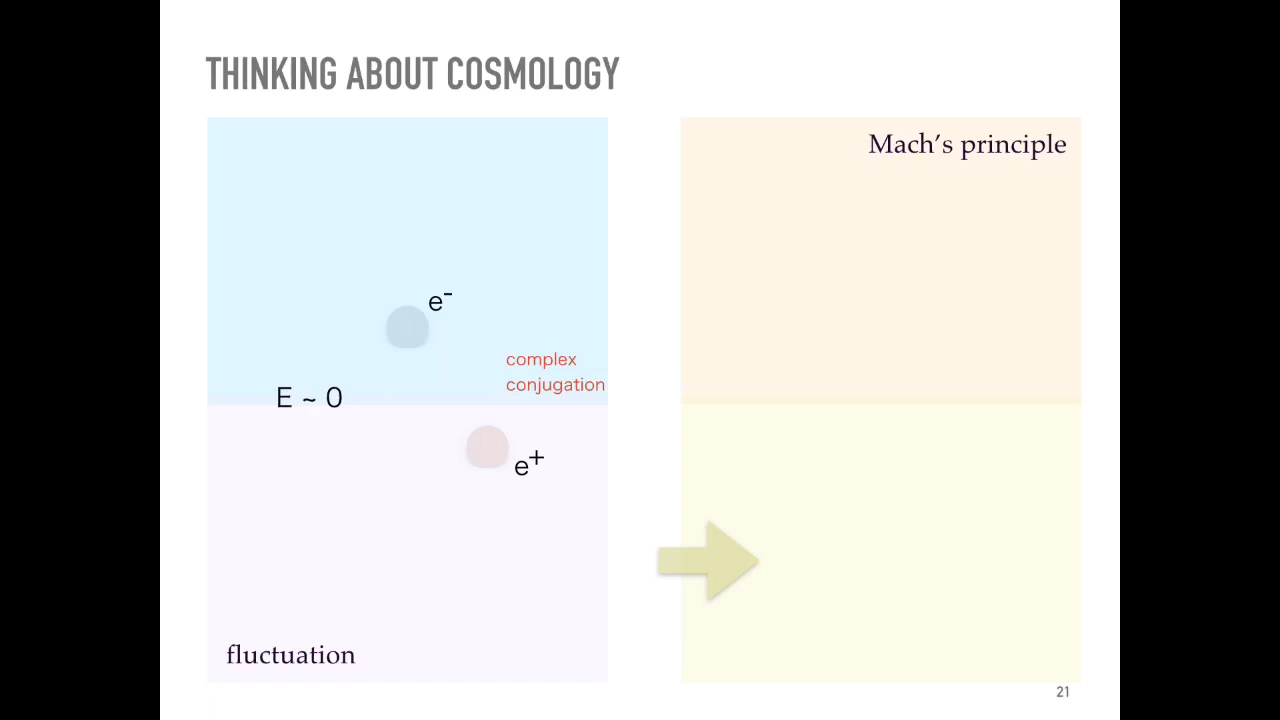 THINKING ABOUT COSMOLOGY
Mach's principle
e-
complex
conjugation
E ~ 0
e+
fluctuation
21